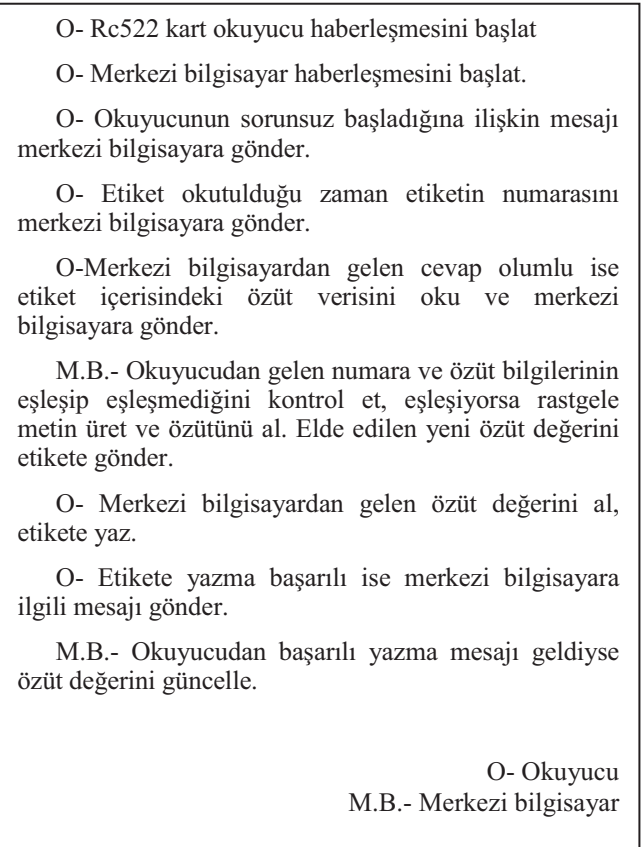 O- Rc522 kart okuyucu haberleşmesini başlat
O- Merkezi bilgisayar haberleşmesini başlat.
O- Okuyucunun sorunsuz başladığına ilişkin mesajı
merkezi bilgisayara gönder.
O- Etiket okutulduğu zaman etiketin numarasını
merkezi bilgisayara gönder.
O-Merkezi bilgisayardan gelen cevap olumlu ise
etiket içerisindeki özüt verisini oku ve merkezi
bilgisayara gönder.
M.B.- Okuyucudan gelen numara ve özüt bilgilerinin
eşleşip eşleşmediğini kontrol et, eşleşiyorsa rastgele
metin üret ve özütünü al. Elde edilen yeni özüt değerini
etikete gönder.
O- Merkezi bilgisayardan gelen özüt değerini al,
etikete yaz.
O- Etikete yazma başarılı ise merkezi bilgisayara
ilgili mesajı gönder.
M.B.- Okuyucudan başarılı yazma mesajı geldiyse
özüt değerini güncelle.
O- Okuyucu
M.B.- Merkezi bilgisayar